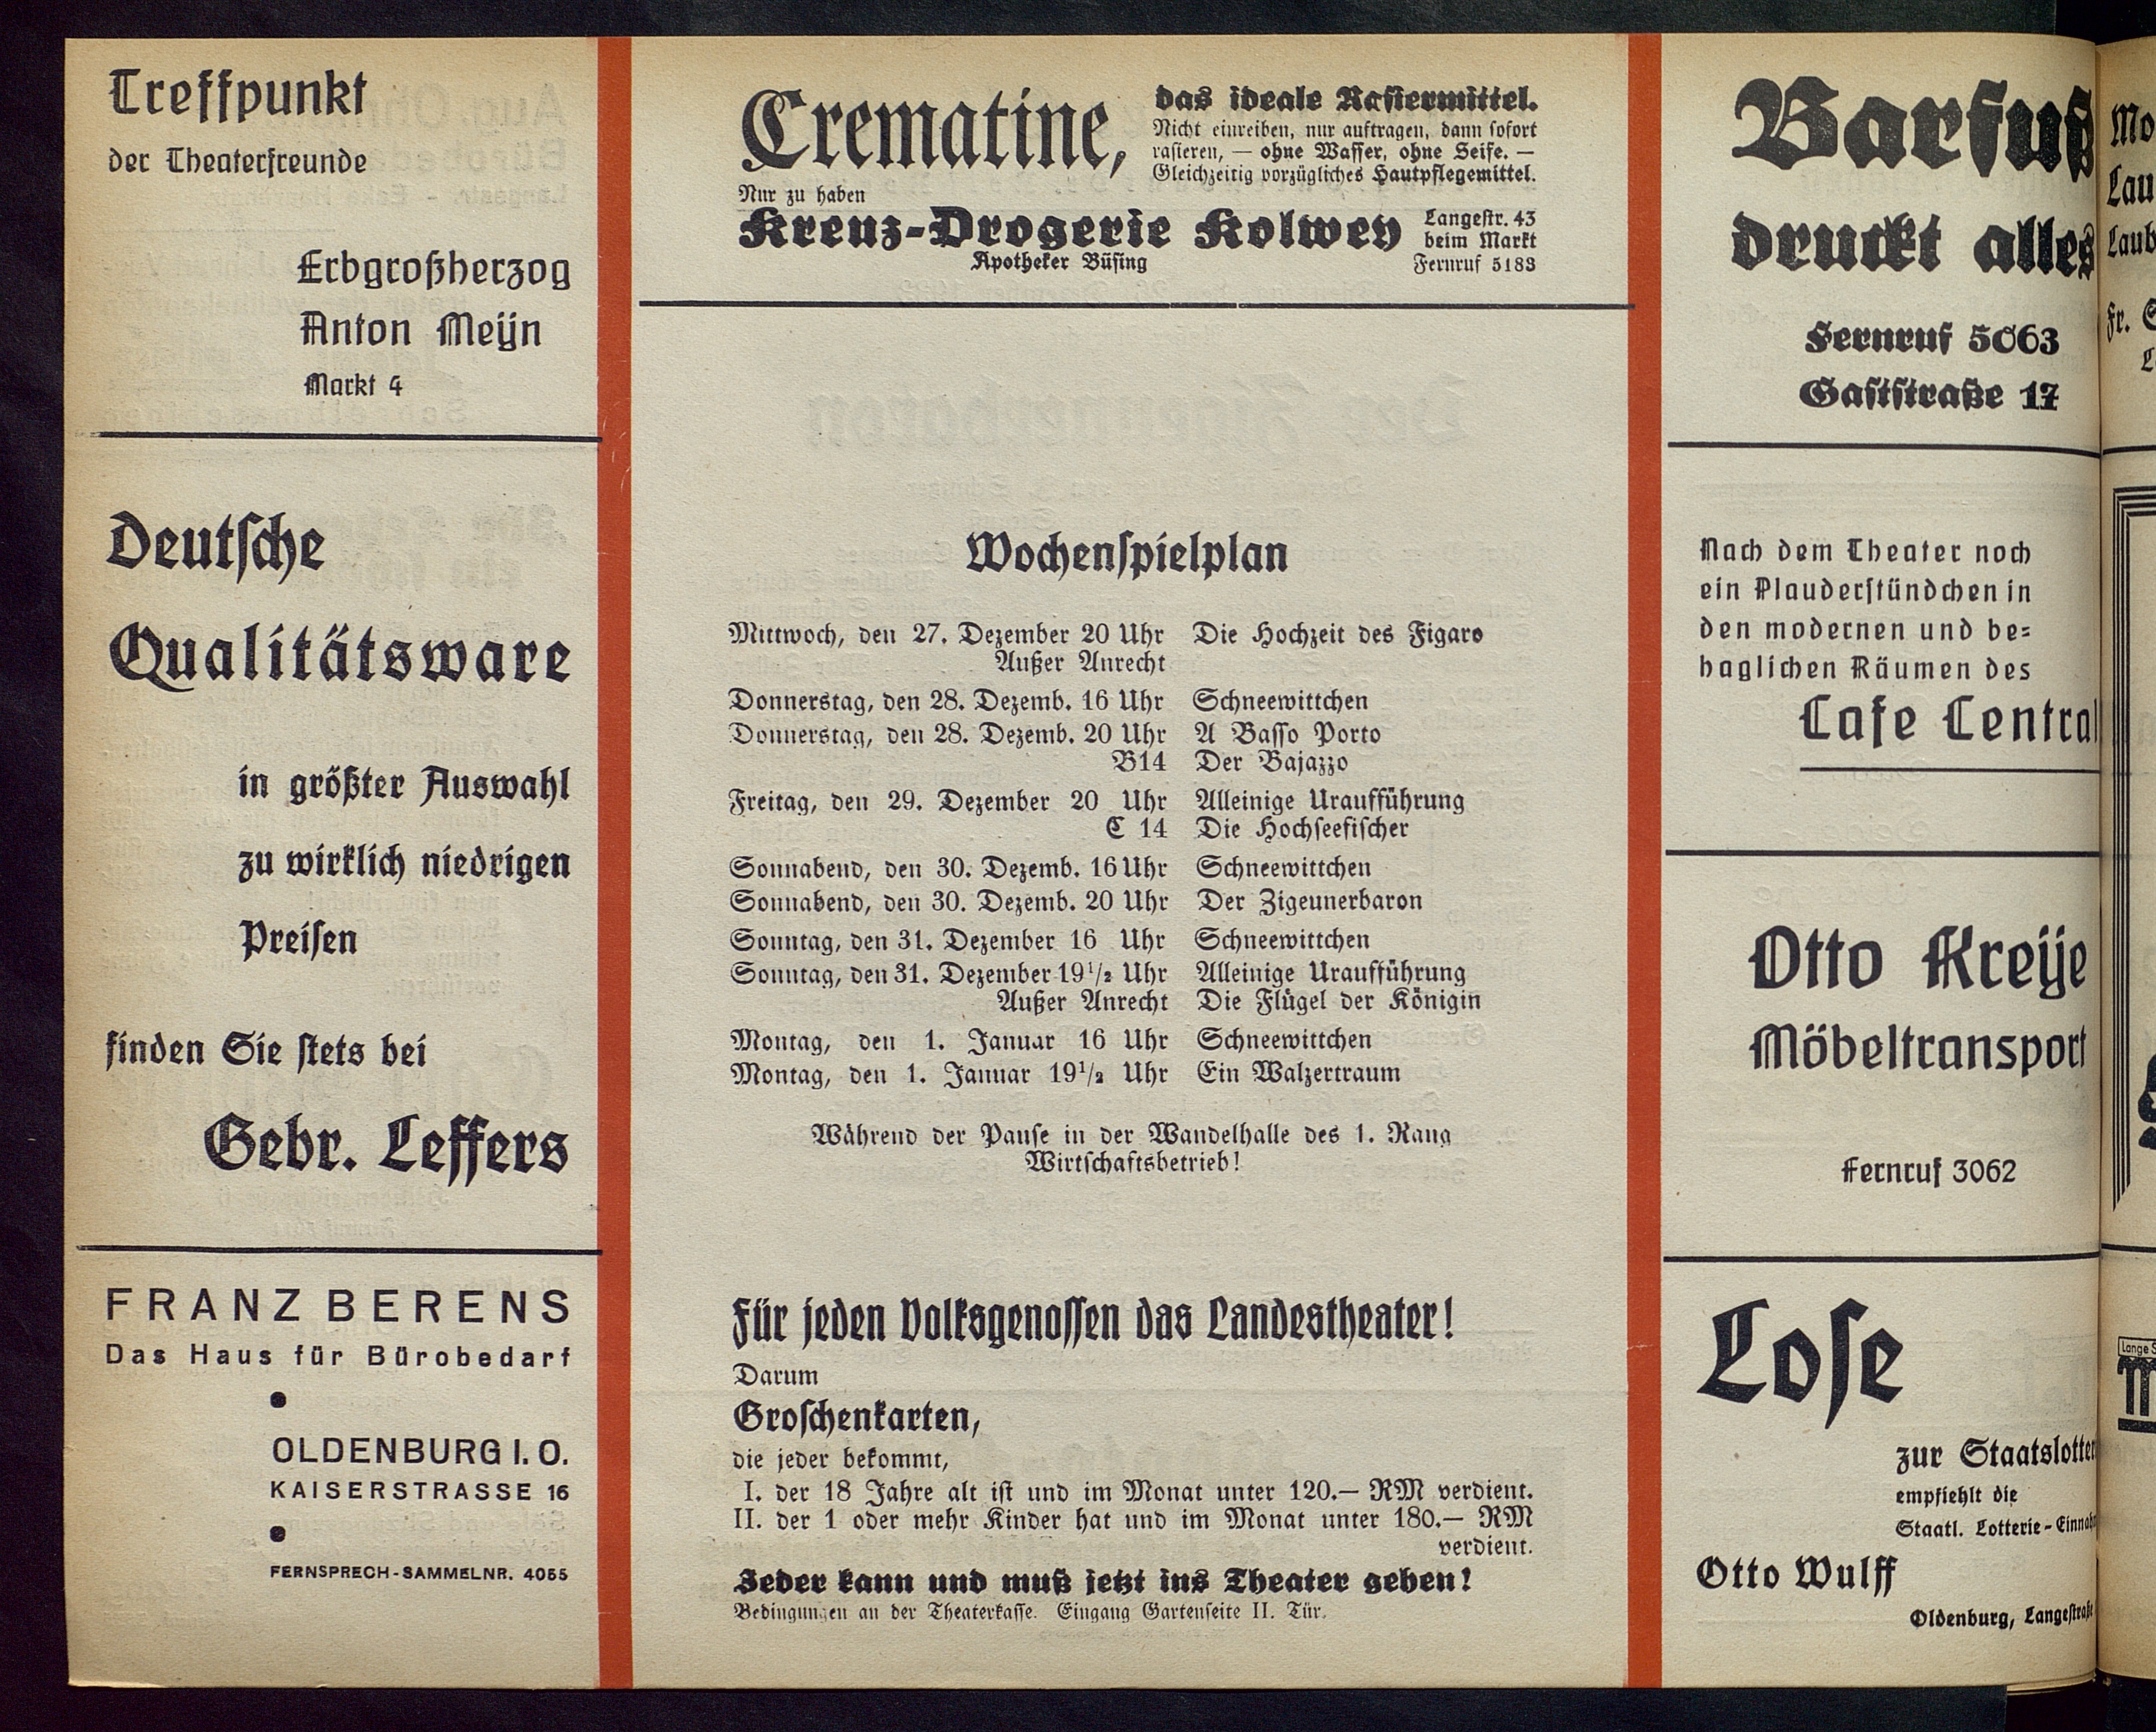 Treffpunkt
der Theaterfreunde
Erbgroßherzog
Anton Meijn
Markt 4
Deutsche
Qualitätsware
in größter Auswahl
zu wirklich niedrigen
Preisen
finden Sie stets bei
Gebr. Leffers
FRANZ BERENS
Das Haus für Bürobedarf
OLDENBURG I. O.
KAISERSTRASSE 16
FERNSPRECH-SAMMELNR. 4055
Crematine,
das ideale Rasiermittel.
Nicht einreiben, nur auftragen, dann sofort
rasieren, — ohne Wasser, ohne Seife. —
Gleichzeitig vorzügliches Hautpflegemittel.
Nur zu haben
Kreuz-Drogerie Kolwey
Apotheker Büsing
Langestr. 43
beim Markt
Fernruf 5183
Wochenspielplan
Mittwoch, den 27. Dezember 20 Uhr Die Hochzeit des Figaro
Außer Anrecht
Donnerstag, den 28. Dezemb. 16 Uhr Schneewittchen
Donnerstag, den 28. Dezemb. 20 Uhr A Basso Porto
B14 Der Bajazzo
Freitag, den 29. Dezember 20 Uhr Alleinige Uraufführung
C 14 Die Hochseefischer
Sonnabend, den 30. Dezemb. 16 Uhr Schneewittchen
Sonnabend, den 30. Dezemb. 20 Uhr Der Zigeunerbaron
Sonntag, den 31. Dezember 16 Uhr Schneewittchen
Sonntag, den 31. Dezember 19½ Uhr Alleinige Uraufführung
Außer Anrecht Die Flügel der Königin
Montag, den 1. Januar 16 Uhr Schneewittchen
Montag, den 1. Januar 19½ Uhr Ein Walzertraum
Während der Pause in der Wandelhalle des 1. Rang
Wirtschaftsbetrieb!
Für jeden Volksgenossen das Landestheater!
Darum
Groschenkarten,
die jeder bekommt,
I. der 18 Jahre alt ist und im Monat unter 120.— RM verdient.
II. der 1 oder mehr Kinder hat und im Monat unter 180.— RM
verdient.
Jeder kann und muß jetzt ins Theater gehen!
Bedingungen an der Theaterkasse. Eingang Gartenseite II. Tür.
Barfuß
druckt alles
Fernruf 5063
Gaststraße 17
Nach dem Theater noch
ein Plauderstündchen in
den modernen und be=
haglichen Räumen des
Cafe Central
Otto Kreije
Möbeltransport
Fernruf 3062
Lose
zur Staatslotter
empfiehlt die
Staatl. Lotterie-Einnah
Otto Wulff
Oldenburg, Langestraß
Mo
Lau
Laub
Fr.
Lange S